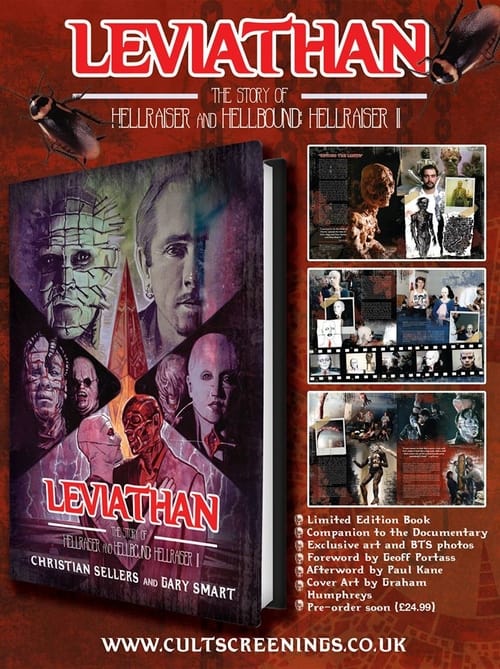 LEVIATHAN
THE STORY OF
HELLRAISER AND HELLBOUND: HELLRAISER II
LEVIATHAN
THE STORY OF
HELLRAISER AND HELLBOUND: HELLRAISER II
CHRISTIAN SELLERS AND GARY SMART
Limited Edition Book
Companion to the Documentary
Exclusive art and BTS photos
Foreword by Geoff Portass
Afterword by Paul Kane
Cover Art by Graham
Humphreys
Pre-order soon (£24.99)
WWW.CULTSCREENINGS.CO.UK